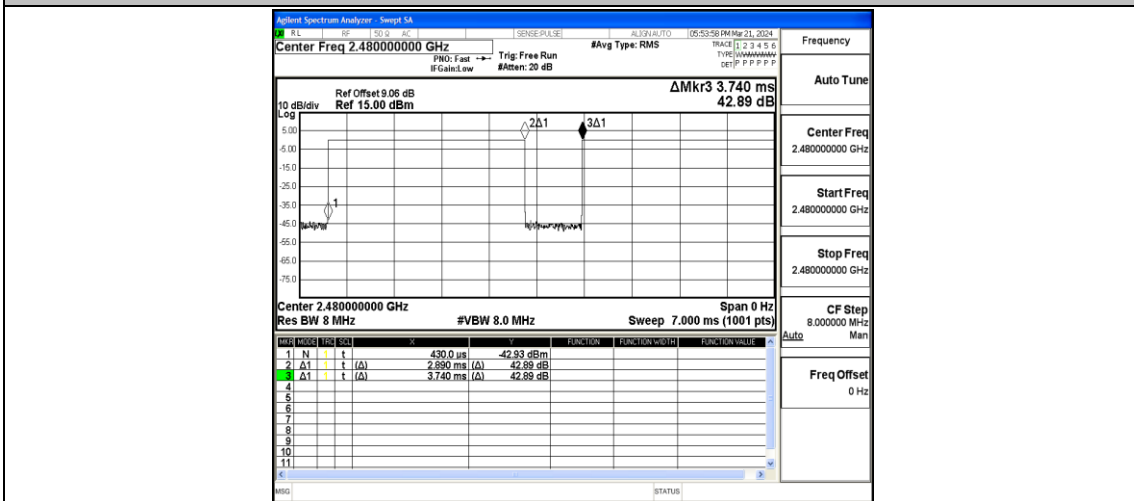 Agilent Spectrum Analyzer - Swept SA
RL RF 50 Ω AC SENSE:PULSE ALIGN AUTO 05:53:58 PM Mar 21, 2024
Center Freq 2.480000000 GHz #Avg Type: RMS TRACE 1 2 3 4 5 6
PNO: Fast Trig: Free Run TYPE
IFGain:Low #Atten: 20 dB DET P P P P P P
ΔMkr3 3.740 ms
42.89 dB
Ref Offset 9.06 dB
10 dB/div Ref 15.00 dBm
Log
2Δ1 3Δ1
5.00
-5.00
-15.0
-25.0
-35.0
1
-45.0
-55.0
-65.0
-75.0
Center 2.480000000 GHz Span 0 Hz
Res BW 8 MHz #VBW 8.0 MHz Sweep 7.000 ms (1001 pts)
MKR MODE TRC SCL X Y FUNCTION FUNCTION WIDTH FUNCTION VALUE
1 N 1 t 430.0 us -42.93 dBm
2 Δ1 1 t (Δ) 2.890 ms (Δ) 42.89 dB
3 Δ1 1 t (Δ) 3.740 ms (Δ) 42.89 dB
4
5
6
7
8
9
10
11
MSG STATUS
Frequency
Auto Tune
Center Freq
2.480000000 GHz
Start Freq
2.480000000 GHz
Stop Freq
2.480000000 GHz
CF Step
8.000000 MHz
Auto Man
Freq Offset
0 Hz